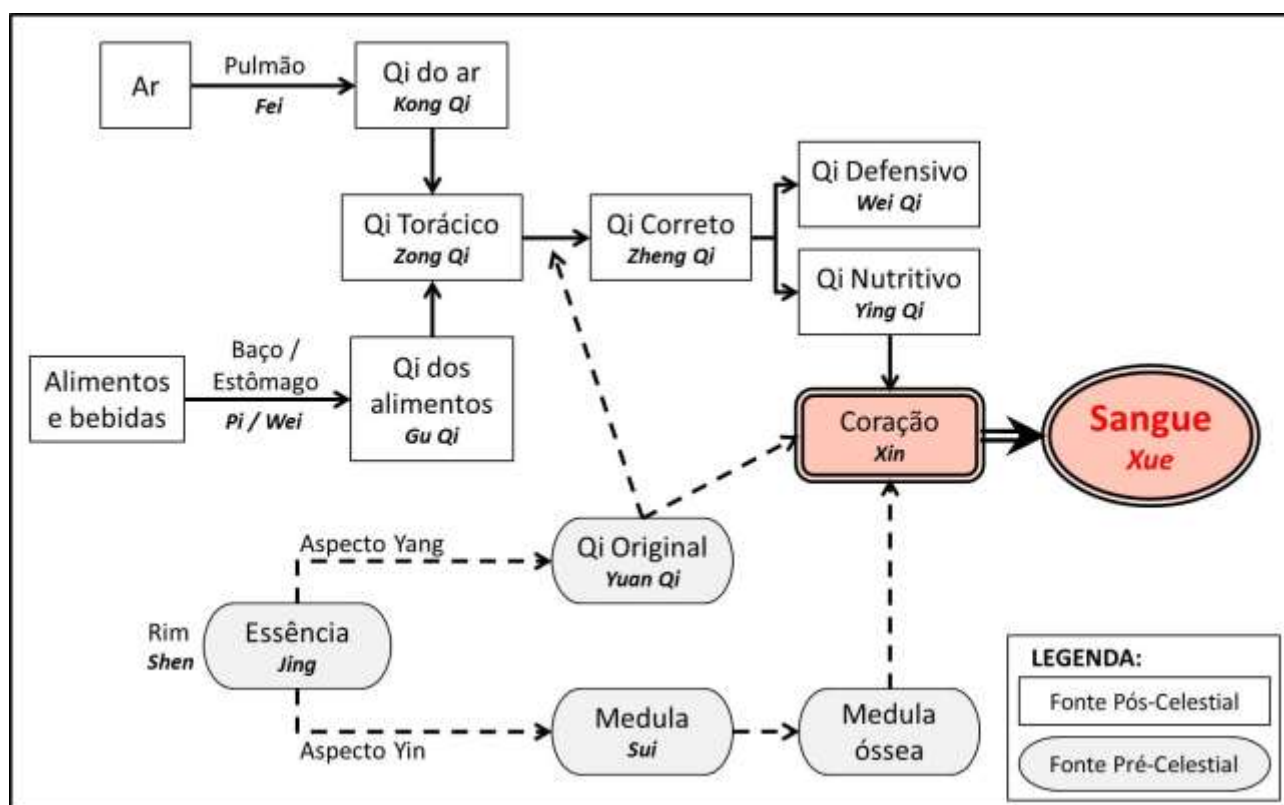 Ar
Pulmão
Fei
Qi do ar
Kong Qi
Qi Torácico
Zong Qi
Qi Correto
Zheng Qi
Qi Defensivo
Wei Qi
Qi Nutritivo
Ying Qi
Alimentos
e bebidas
Baço /
Estômago
Pi / Wei
Qi dos
alimentos
Gu Qi
Coração
Xin
Sangue
Xue
Aspecto Yang
Qi Original
Yuan Qi
Rim
Shen
Essência
Jing
Aspecto Yin
Medula
Sui
Medula
óssea
LEGENDA:
Fonte Pós-Celestial
Fonte Pré-Celestial